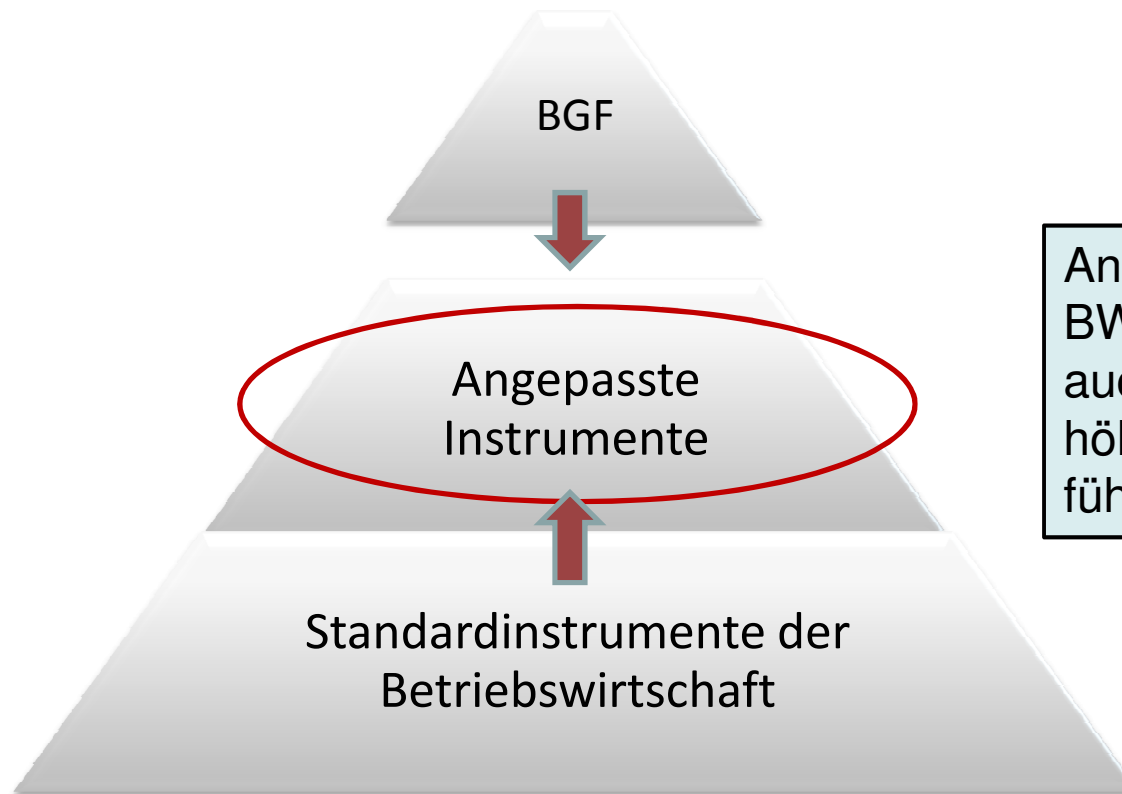 BGF
Angepasste
Instrumente
Standardinstrumente der
Betriebswirtschaft